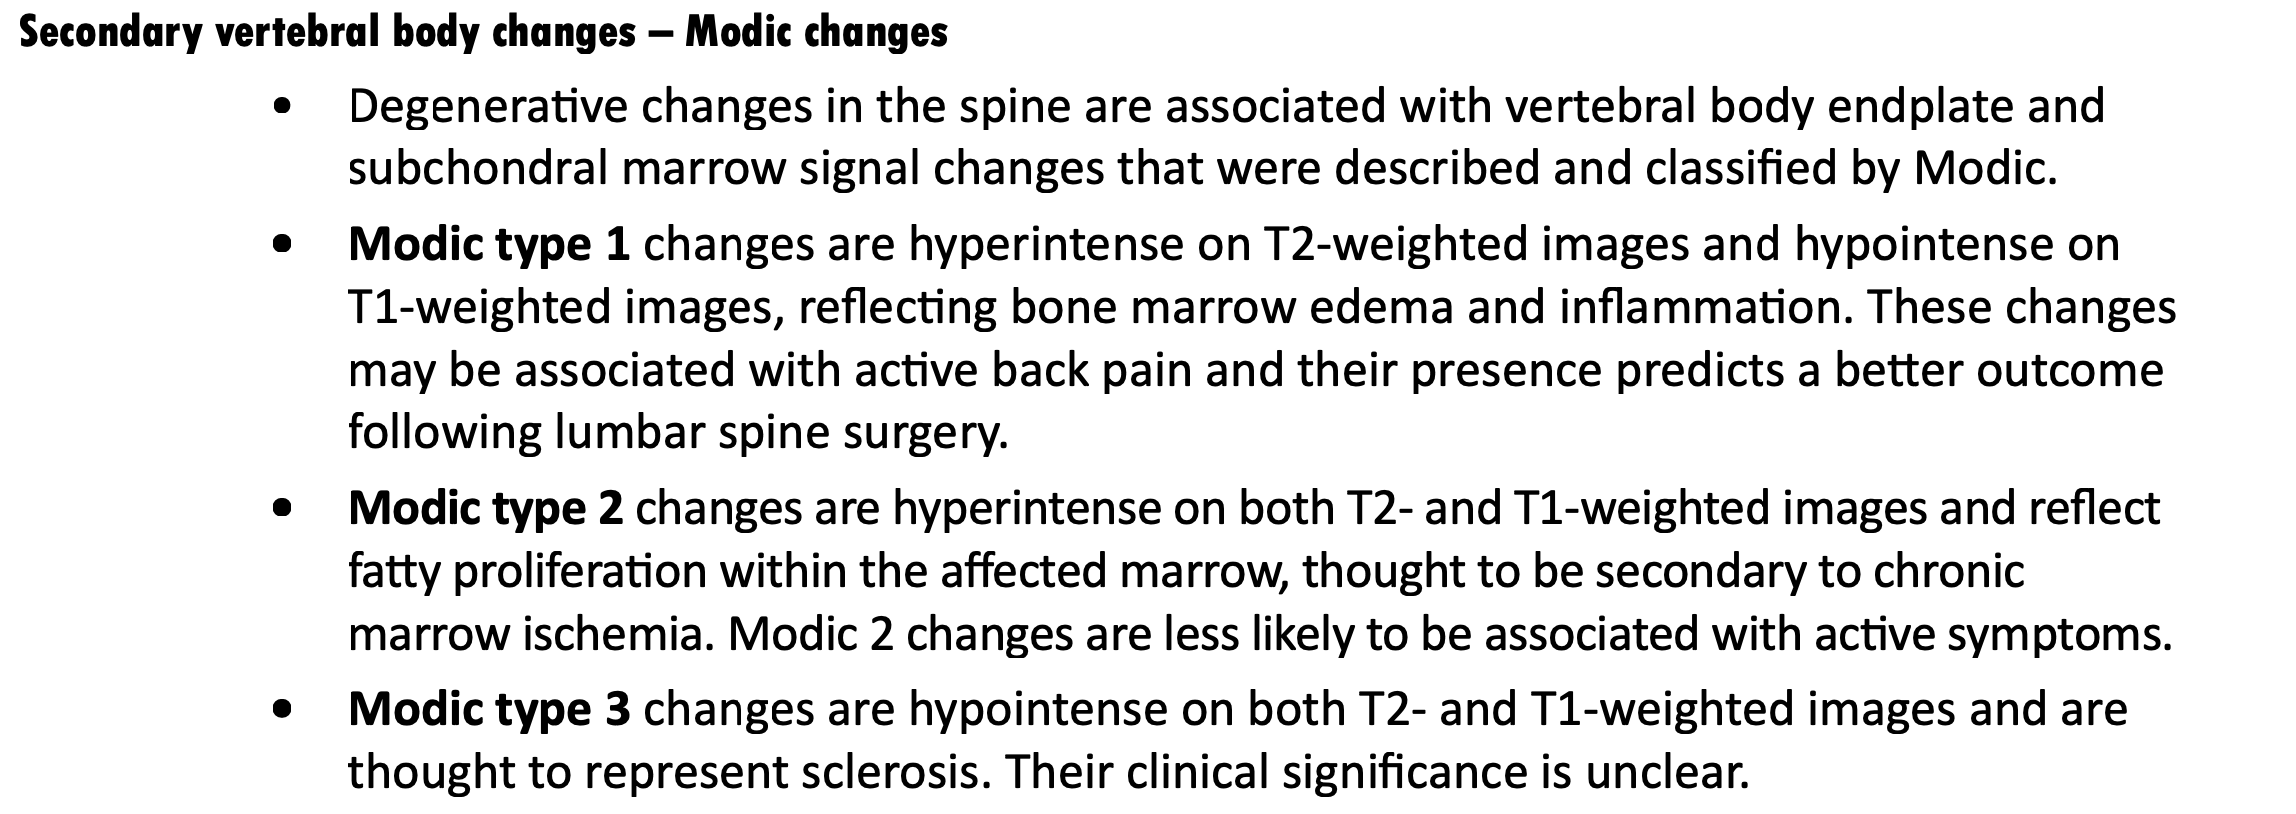 Secondary vertebral body changes – Modic changes
• Degenerative changes in the spine are associated with vertebral body endplate and
subchondral marrow signal changes that were described and classified by Modic.
• Modic type 1 changes are hyperintense on T2-weighted images and hypointense on
T1-weighted images, reflecting bone marrow edema and inflammation. These changes
may be associated with active back pain and their presence predicts a better outcome
following lumbar spine surgery.
• Modic type 2 changes are hyperintense on both T2- and T1-weighted images and reflect
fatty proliferation within the affected marrow, thought to be secondary to chronic
marrow ischemia. Modic 2 changes are less likely to be associated with active symptoms.
• Modic type 3 changes are hypointense on both T2- and T1-weighted images and are
thought to represent sclerosis. Their clinical significance is unclear.